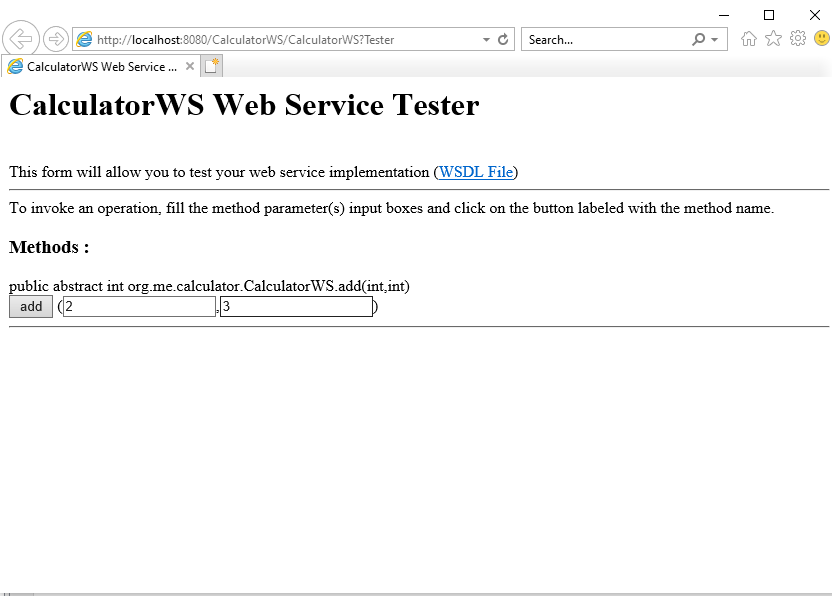 http://localhost:8080/CalculatorWS/CalculatorWS?Tester
Search...
CalculatorWS Web Service ...
CalculatorWS Web Service Tester
This form will allow you to test your web service implementation (WSDL File)
To invoke an operation, fill the method parameter(s) input boxes and click on the button labeled with the method name.
Methods :
public abstract int org.me.calculator.CalculatorWS.add(int,int)
add (2,3)